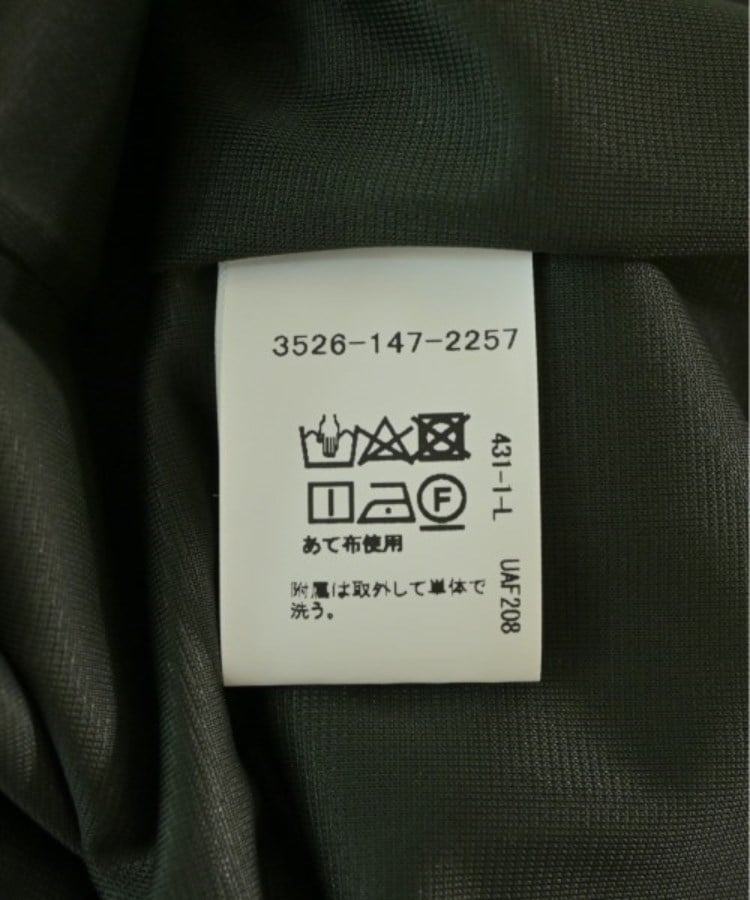 3526-147-2257
F
あて布使用
附属は取外して単体で
洗う。
431-1-L
UAF208